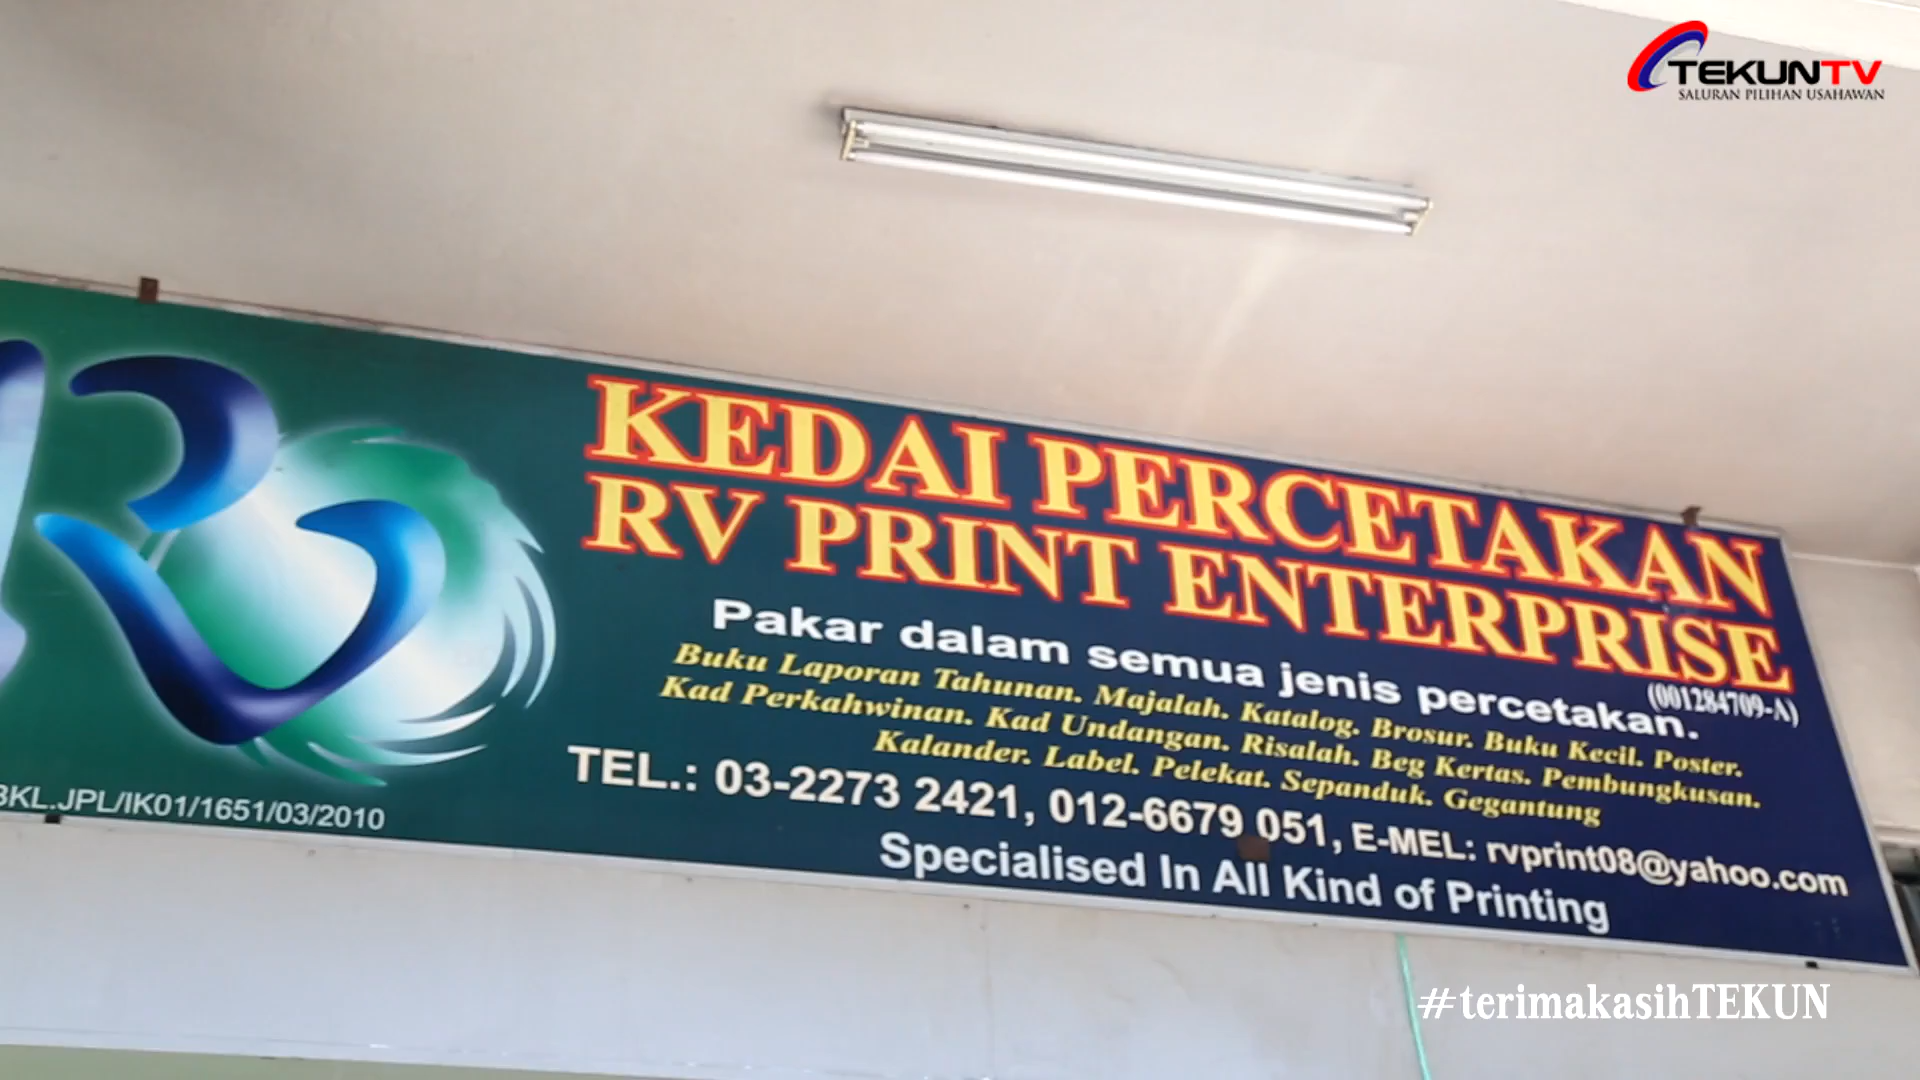 TEKUNTV
SALURAN PILIHAN USAHAWAN
KEDAI PERCETAKAN
RV PRINT ENTERPRISE
(001284709-A)
Pakar dalam semua jenis percetakan.
Buku Laporan Tahunan. Majalah. Katalog. Brosur. Buku Kecil. Poster.
Kad Perkahwinan. Kad Undangan. Risalah. Beg Kertas. Pembungkusan.
Kalander. Label. Pelekat. Sepanduk. Gegantung
TEL.: 03-2273 2421, 012-6679 051, E-MEL: rvprint08@yahoo.com
Specialised In All Kind of Printing
BKL.JPL/IK01/1651/03/2010
#terimakasihTEKUN